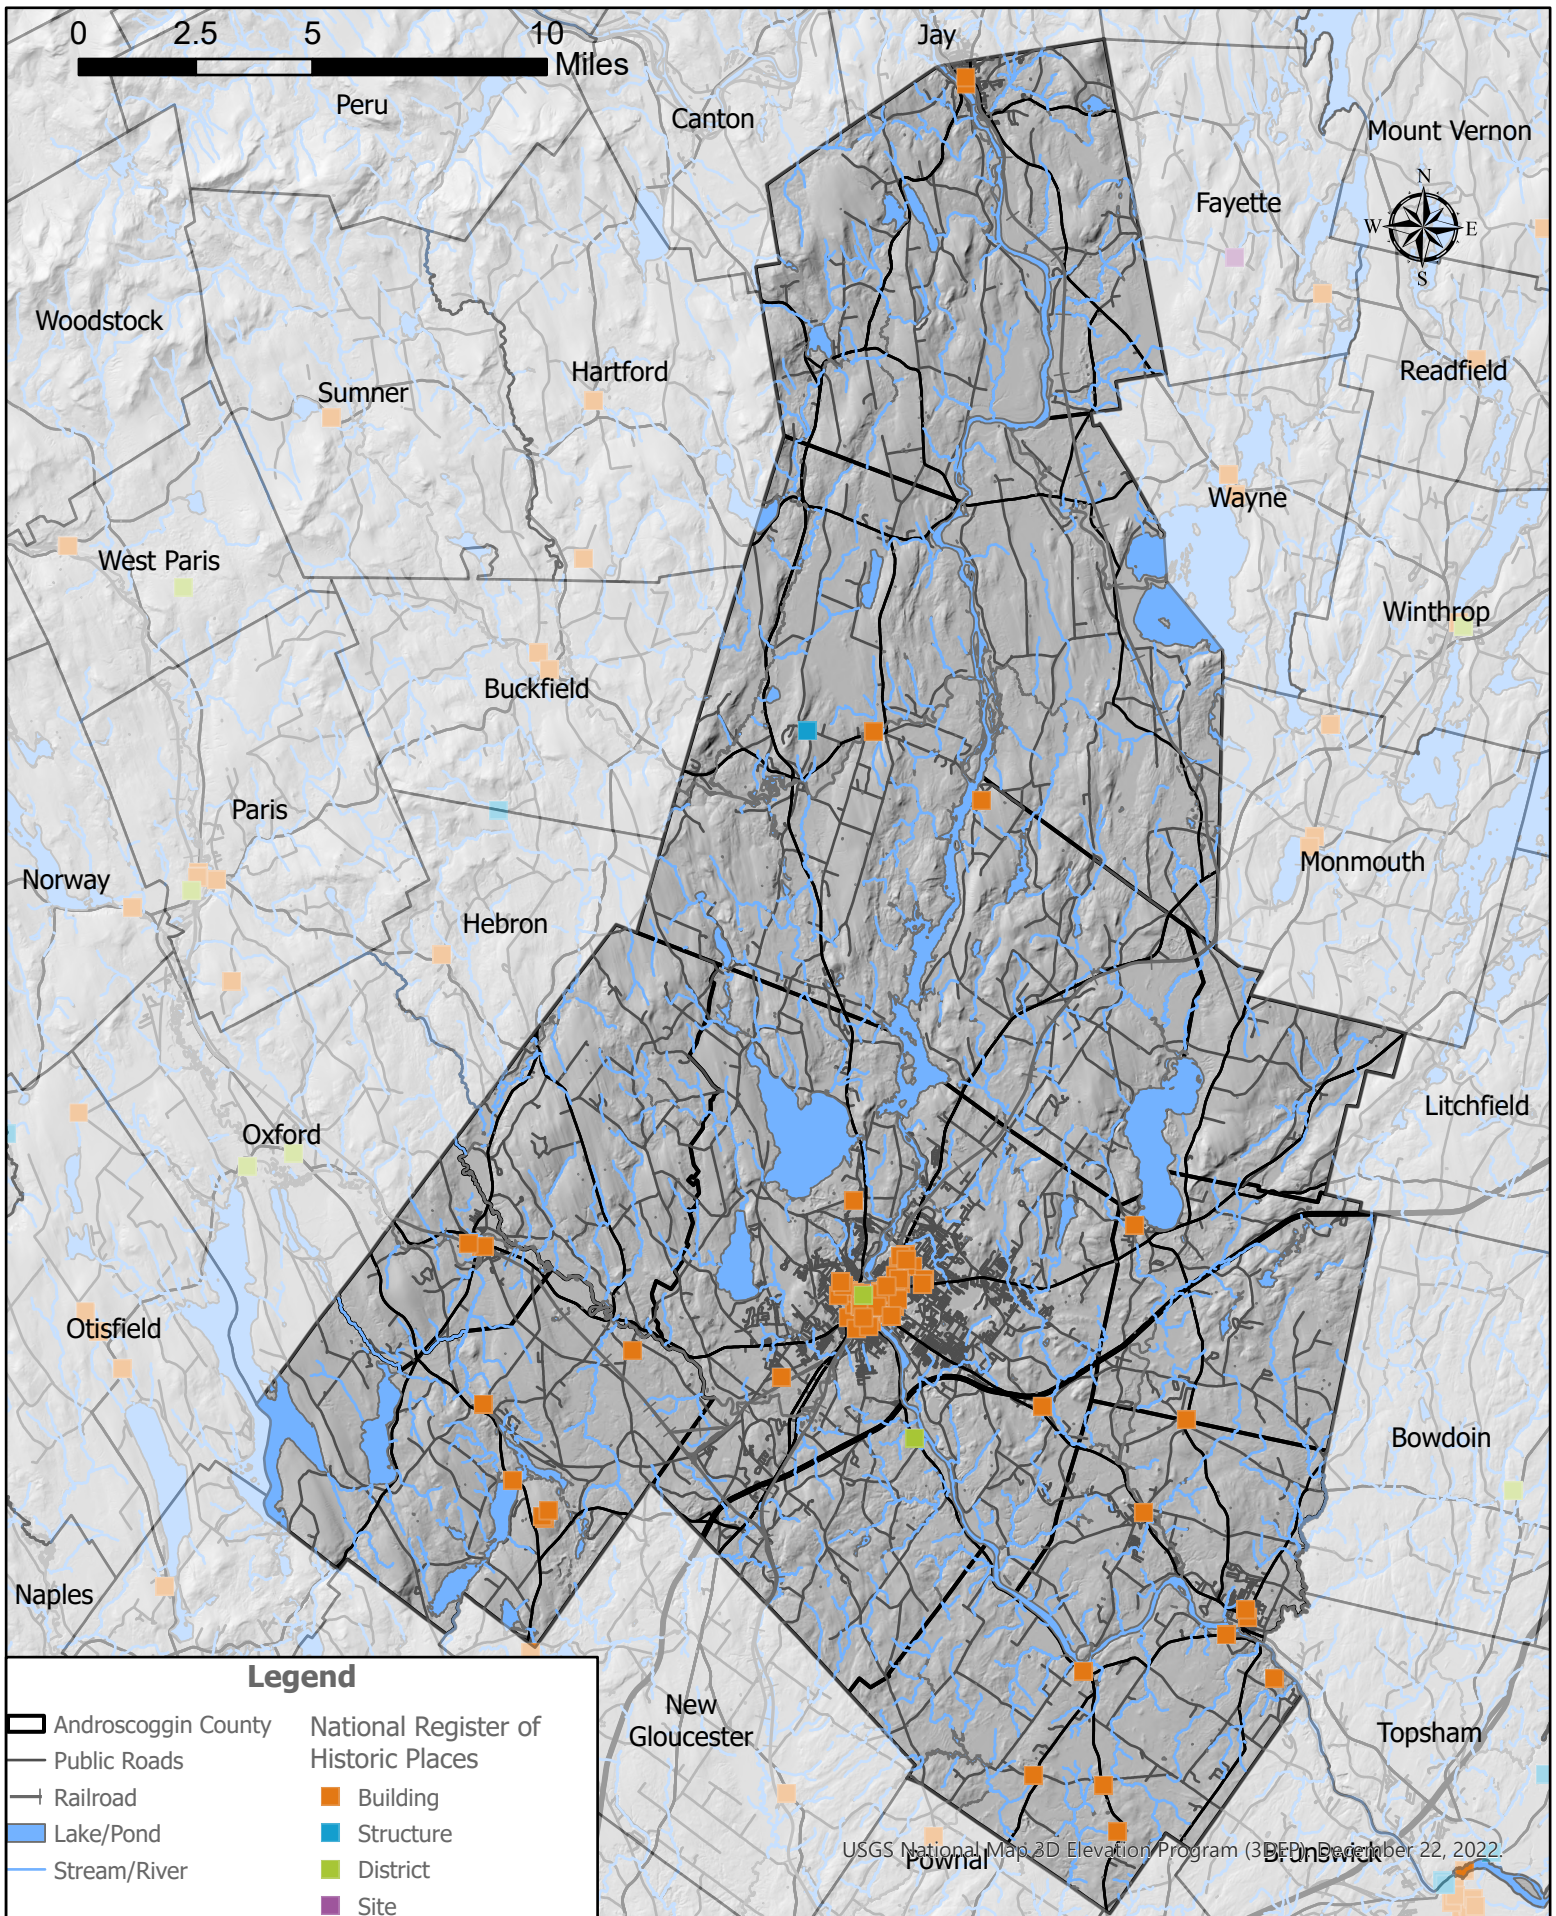 0 2.5 5 10
Miles
Jay
Peru
Canton
Mount Vernon
N
W E
S
Fayette
Woodstock
Hartford
Sumner
Readfield
Wayne
West Paris
Winthrop
Buckfield
Paris
Monmouth
Norway
Hebron
Litchfield
Oxford
Otisfield
Bowdoin
Naples
New
Gloucester
Topsham
Pownal
Brunswick
USGS National Map 3D Elevation Program (3DEP), December 22, 2022.
Legend
Androscoggin County
Public Roads
Railroad
Lake/Pond
Stream/River
National Register of
Historic Places
Building
Structure
District
Site